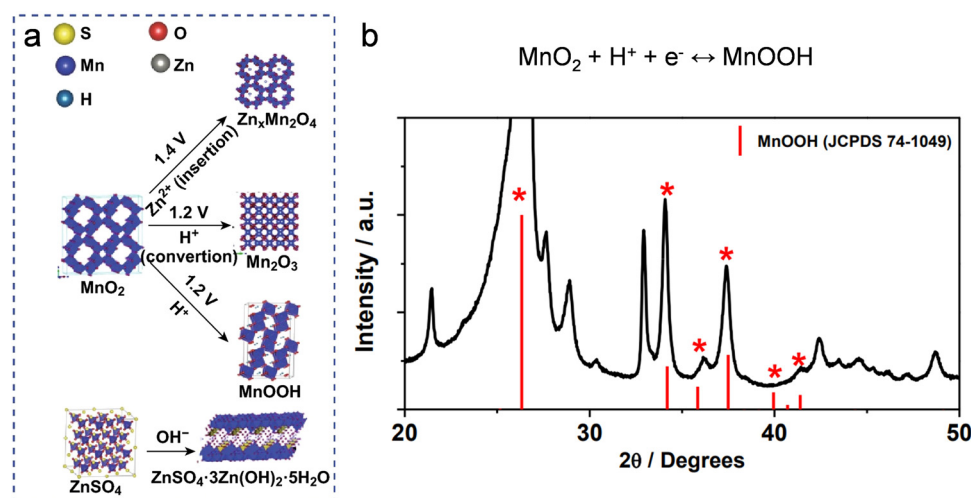 a
S
O
Mn
Zn
H
ZnₓMn₂O₄
1.4 V
Zn²⁺ (insertion)
1.2 V
H⁺
(convertion)
Mn₂O₃
MnO₂
1.2 V
H⁺
MnOOH
OH⁻
ZnSO₄
ZnSO₄·3Zn(OH)₂·5H₂O
b
MnO₂ + H⁺ + e⁻ ↔ MnOOH
MnOOH (JCPDS 74-1049)
* * * * * *
Intensity / a.u.
20 30 40 50
2θ / Degrees